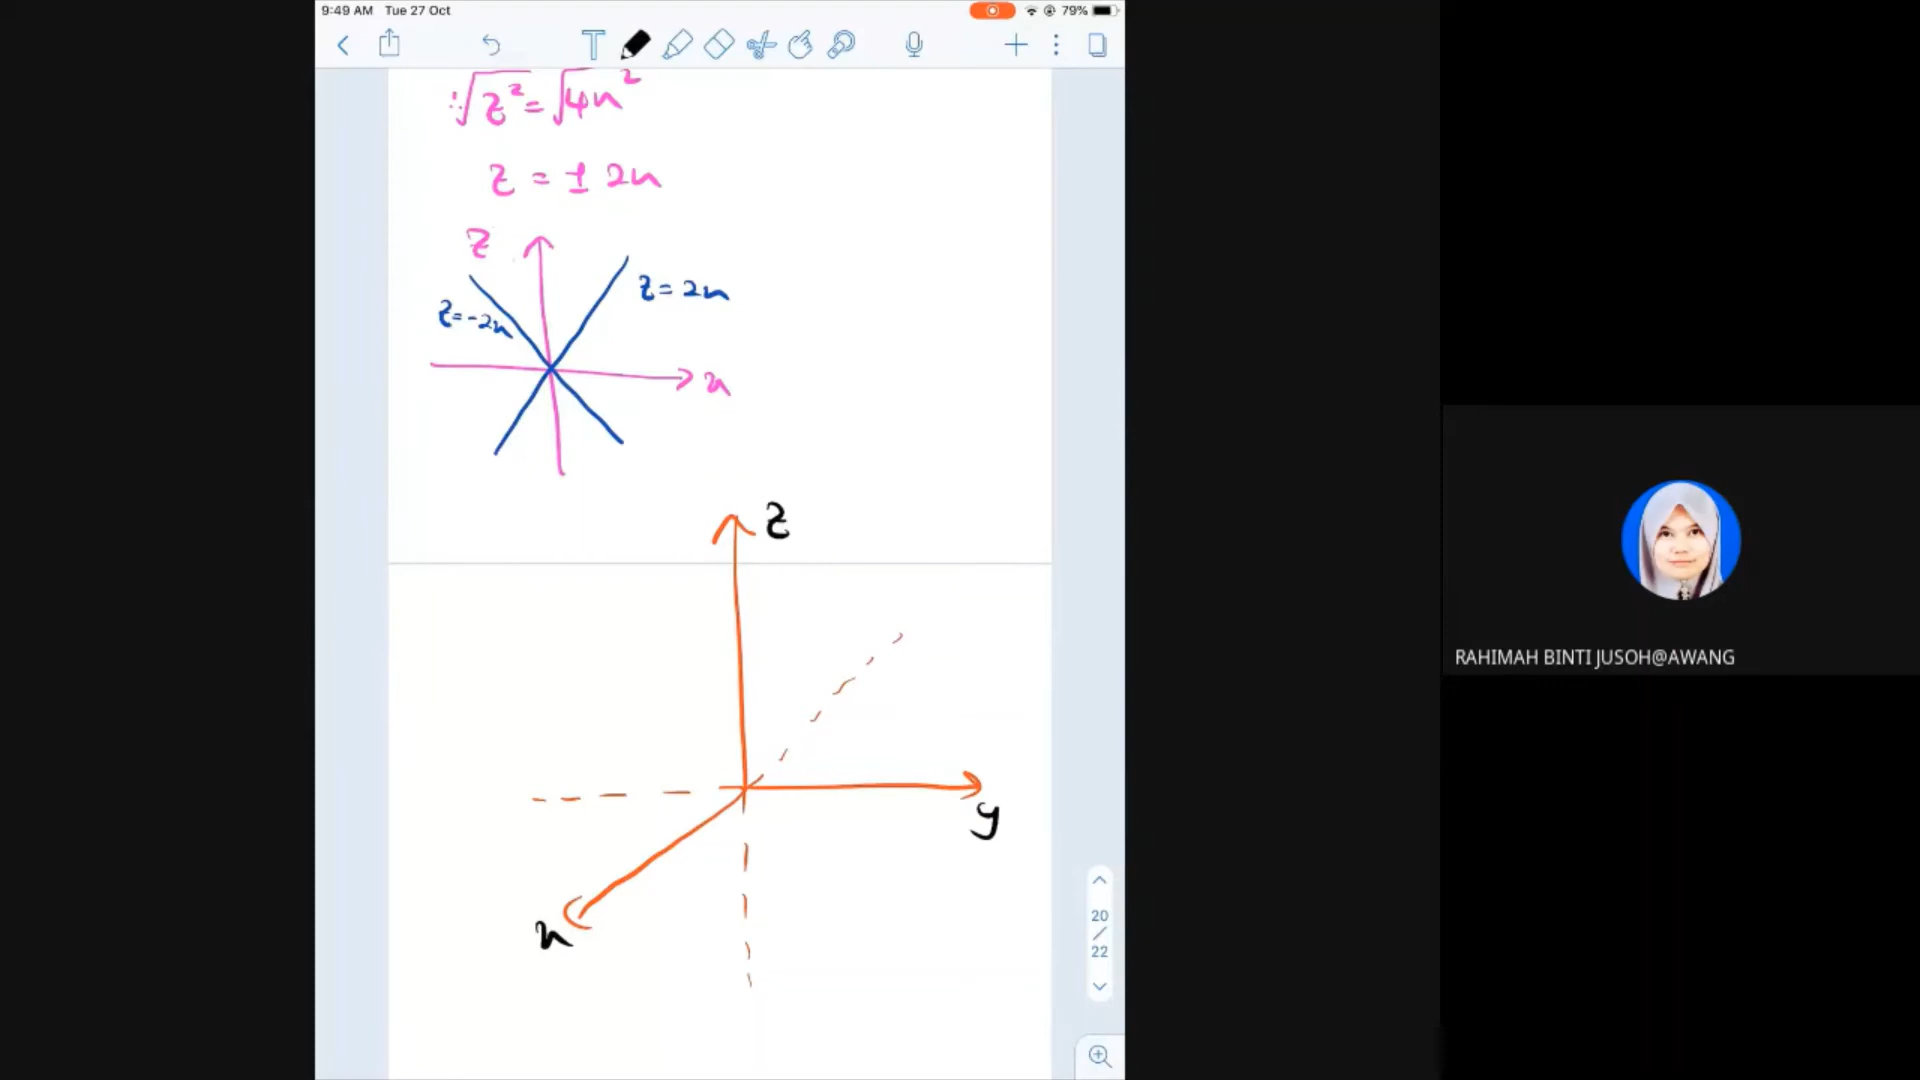 9:49 AM Tue 27 Oct
79%
∴ √z² = √4x²
z = ± 2x
z
z = 2x
z = -2x
x
z
y
x
20
/
22
RAHIMAH BINTI JUSOH@AWANG